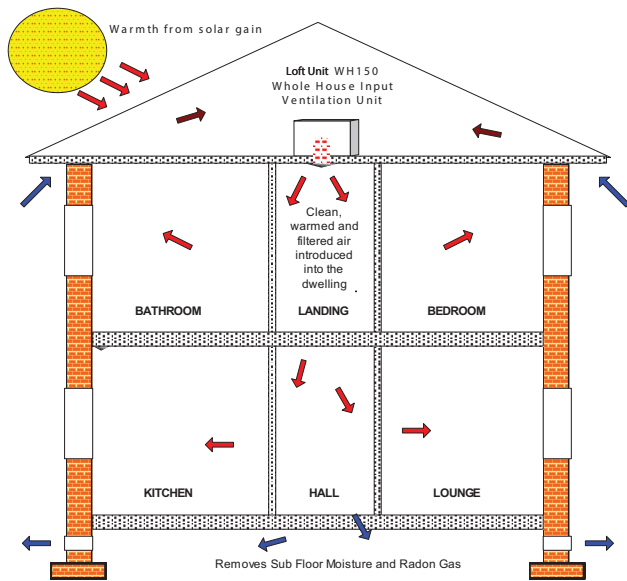 Warmth from solar gain
Loft Unit WH150
Whole House Input
Ventilation Unit
Clean,
warmed and
filtered air
introduced
into the
dwelling .
BATHROOM LANDING BEDROOM
KITCHEN HALL LOUNGE
Removes Sub Floor Moisture and Radon Gas